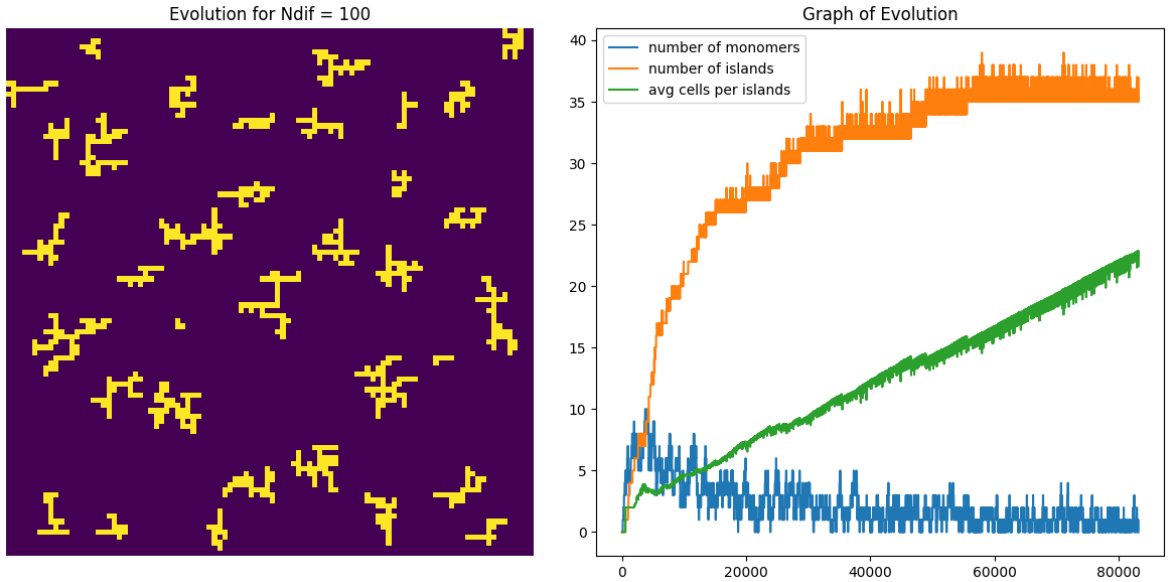 Evolution for Ndif = 100
Graph of Evolution
number of monomers
number of islands
avg cells per islands
40
35
30
25
20
15
10
5
0
0 20000 40000 60000 80000